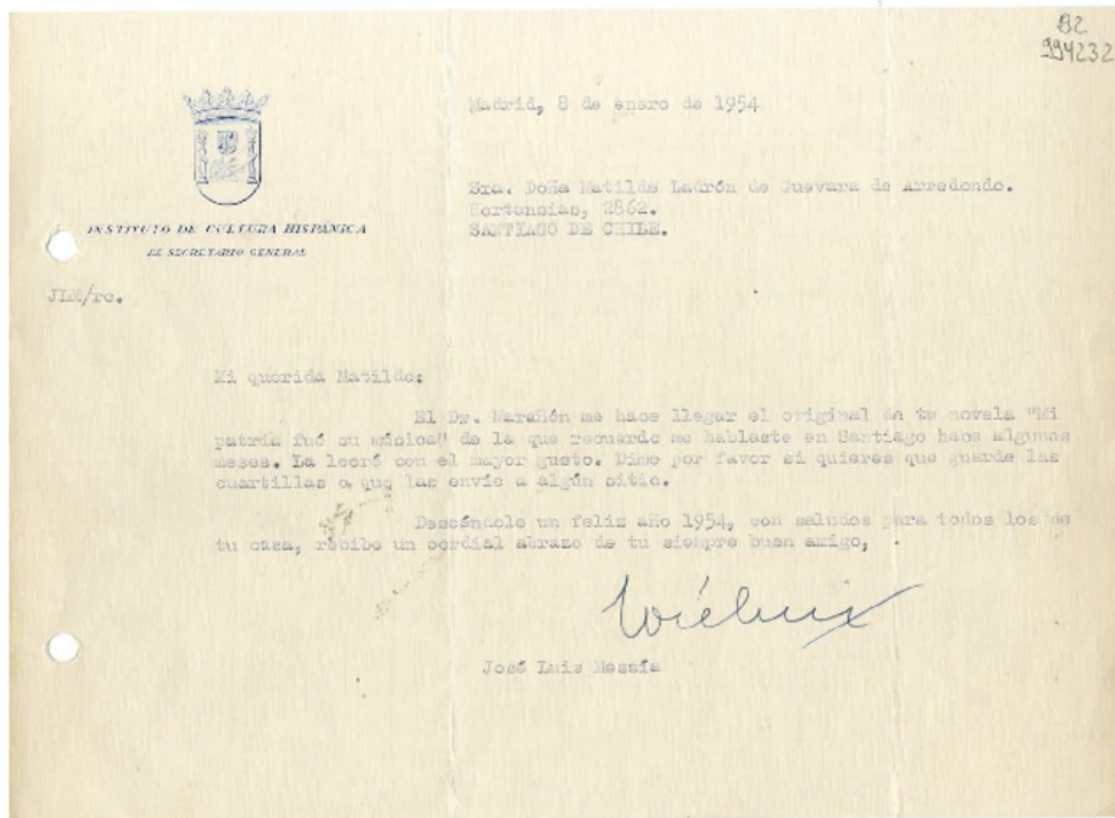 82
994232
Madrid, 8 de enero de 1954
Sra. Doña Matilde Ladrón de Guevara de Arredondo.
Hortensias, 2862.
SANTIAGO DE CHILE.
INSTITUTO DE CULTURA HISPÁNICA
EL SECRETARIO GENERAL
JLM/rc.
Mi querida Matilde:
El Dr. Marañón me hace llegar el original de tu novela "Mi
patria fué su música" de la que recuerdo me hablaste en Santiago hace algunos
meses. La leeré con el mayor gusto. Dime por favor si quieres que guarde las
cuartillas o que las envíe a algún sitio.
Deseándole un feliz año 1954, con saludos para todos los de
tu casa, recibe un cordial abrazo de tu siempre buen amigo,
José Luis Messía